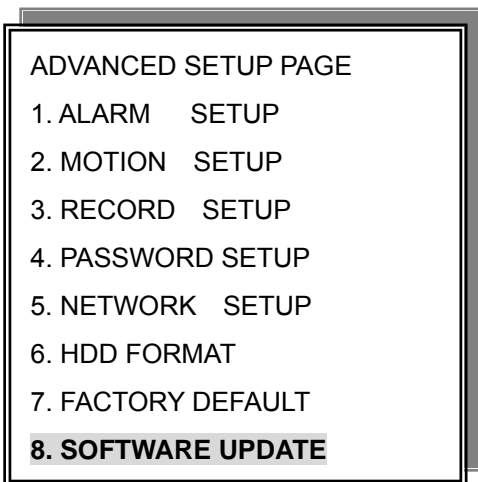 ADVANCED SETUP PAGE
1. ALARM SETUP
2. MOTION SETUP
3. RECORD SETUP
4. PASSWORD SETUP
5. NETWORK SETUP
6. HDD FORMAT
7. FACTORY DEFAULT
8. SOFTWARE UPDATE